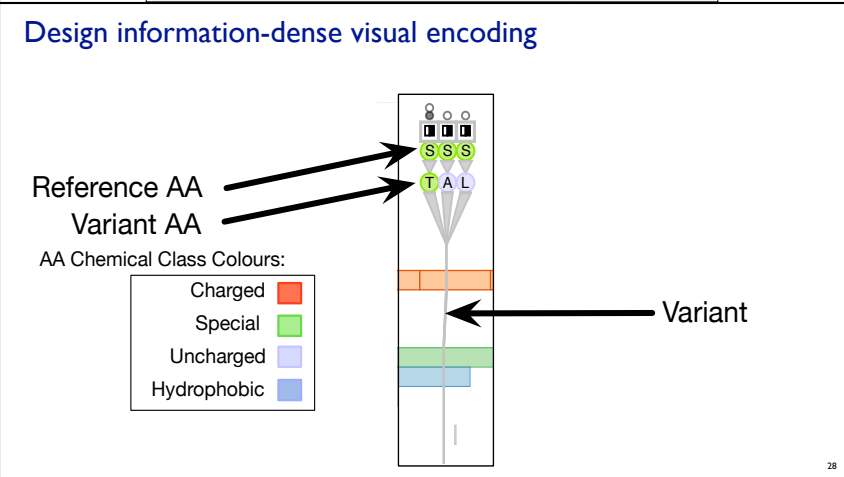 Design information-dense visual encoding
S S S
T A L
Reference AA
Variant AA
AA Chemical Class Colours:
Charged
Special
Uncharged
Hydrophobic
Variant
28